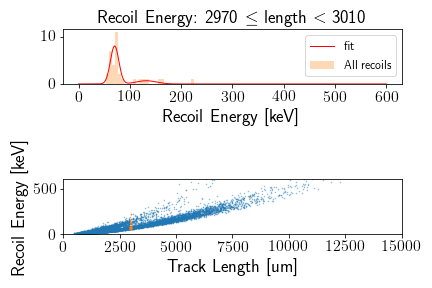 Recoil Energy: 2970 ≤ length < 3010
10
0
fit
All recoils
0 100 200 300 400 500 600
Recoil Energy [keV]
Recoil Energy [keV]
500
0
0 2500 5000 7500 10000 12500 15000
Track Length [um]